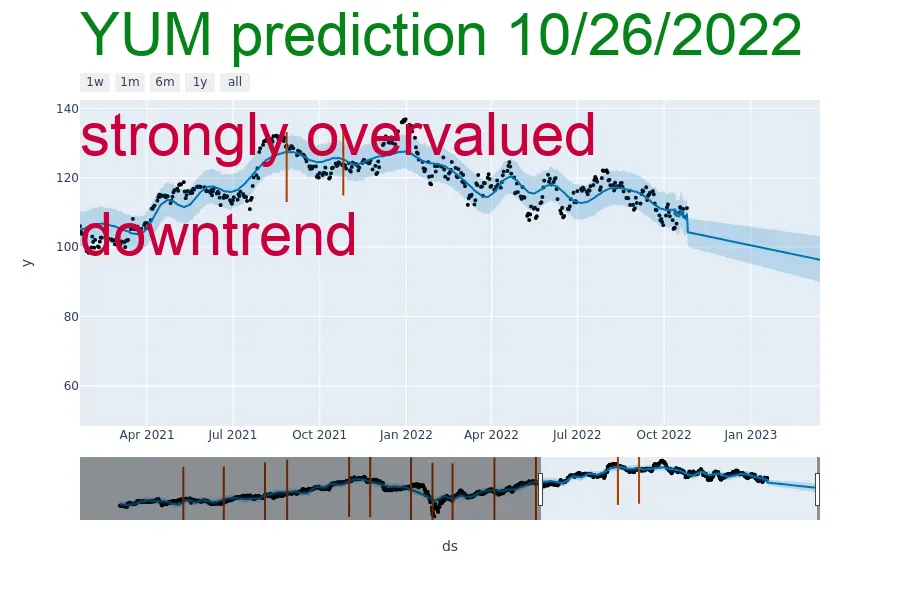 YUM prediction 10/26/2022
1w 1m 6m 1y all
140
strongly overvalued
120
downtrend
100
y
80
60
Apr 2021 Jul 2021 Oct 2021 Jan 2022 Apr 2022 Jul 2022 Oct 2022 Jan 2023
ds